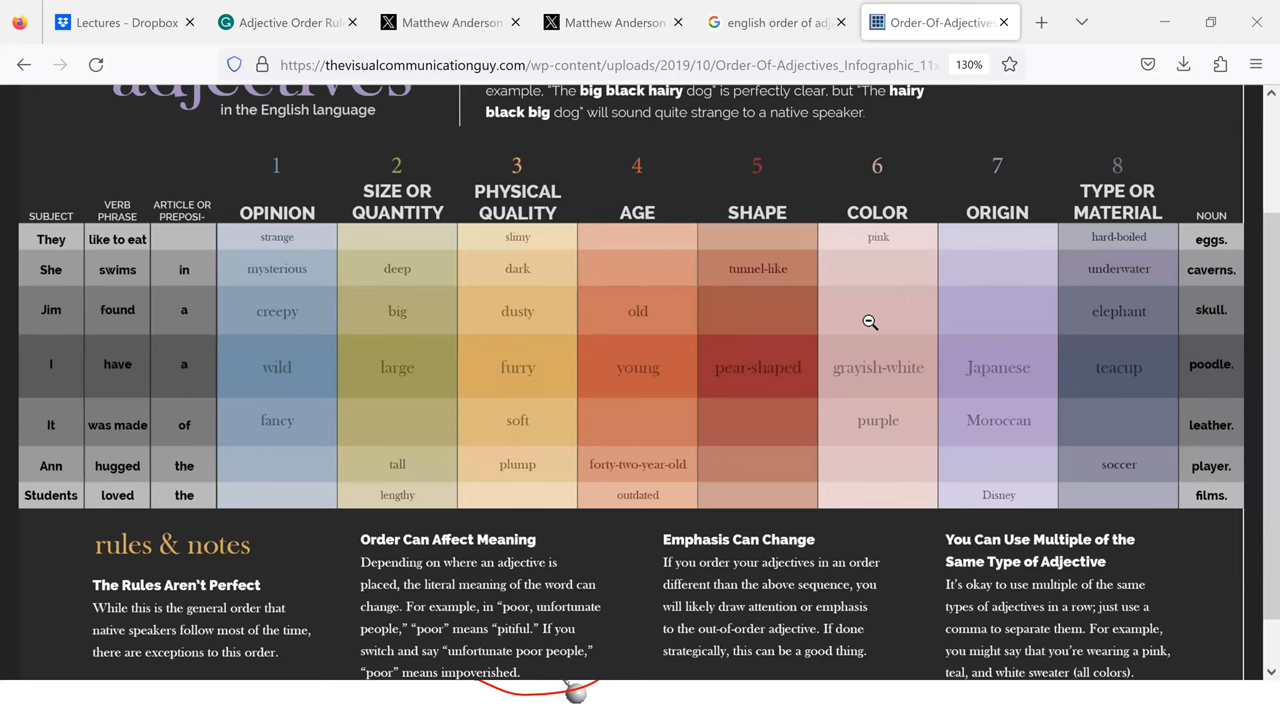 Lectures - Dropbox
Adjective Order Rul
Matthew Anderson
Matthew Anderson
english order of adj
Order-Of-Adjectives
https://thevisualcommunicationguy.com/wp-content/uploads/2019/10/Order-Of-Adjectives_Infographic_11
130%
adjectives
in the English language
example, "The big black hairy dog" is perfectly clear, but "The hairy
black big dog" will sound quite strange to a native speaker.
1 2 3 4 5 6 7 8
SUBJECT VERB PHRASE ARTICLE OR PREPOSI- OPINION SIZE OR QUANTITY PHYSICAL QUALITY AGE SHAPE COLOR ORIGIN TYPE OR MATERIAL NOUN
They like to eat strange slimy pink hard-boiled eggs.
She swims in mysterious deep dark tunnel-like underwater caverns.
Jim found a creepy big dusty old elephant skull.
I have a wild large furry young pear-shaped grayish-white Japanese teacup poodle.
It was made of fancy soft purple Moroccan leather.
Ann hugged the tall plump forty-two-year-old soccer player.
Students loved the lengthy outdated Disney films.
rules & notes
The Rules Aren't Perfect
While this is the general order that
native speakers follow most of the time,
there are exceptions to this order.
Order Can Affect Meaning
Depending on where an adjective is
placed, the literal meaning of the word can
change. For example, in "poor, unfortunate
people," "poor" means "pitiful." If you
switch and say "unfortunate poor people,"
"poor" means impoverished.
Emphasis Can Change
If you order your adjectives in an order
different than the above sequence, you
will likely draw attention or emphasis
to the out-of-order adjective. If done
strategically, this can be a good thing.
You Can Use Multiple of the
Same Type of Adjective
It's okay to use multiple of the same
types of adjectives in a row; just use a
comma to separate them. For example,
you might say that you're wearing a pink,
teal, and white sweater (all colors).